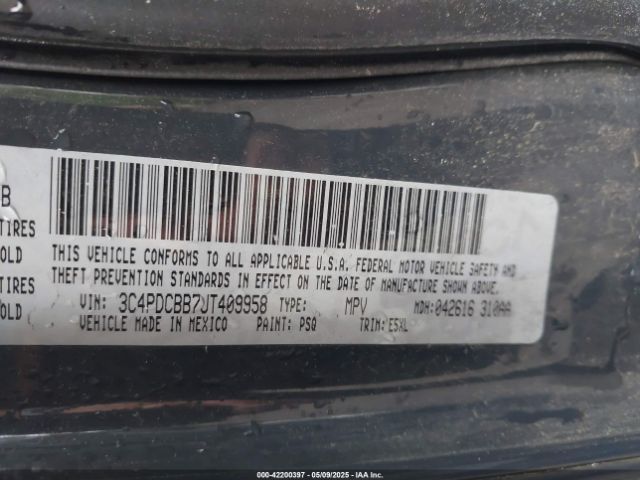 B
TIRES
OLD
TIRES
OLD
THIS VEHICLE CONFORMS TO ALL APPLICABLE U.S.A. FEDERAL MOTOR VEHICLE SAFETY AND
THEFT PREVENTION STANDARDS IN EFFECT ON THE DATE OF MANUFACTURE SHOWN ABOVE.
VIN: 3C4PDCBB7JT409958 TYPE: MPV MDH: 042616 310AA
VEHICLE MADE IN MEXICO PAINT: PSQ TRIM: E5XL
000-42200397 - 05/09/2025 - IAA Inc.